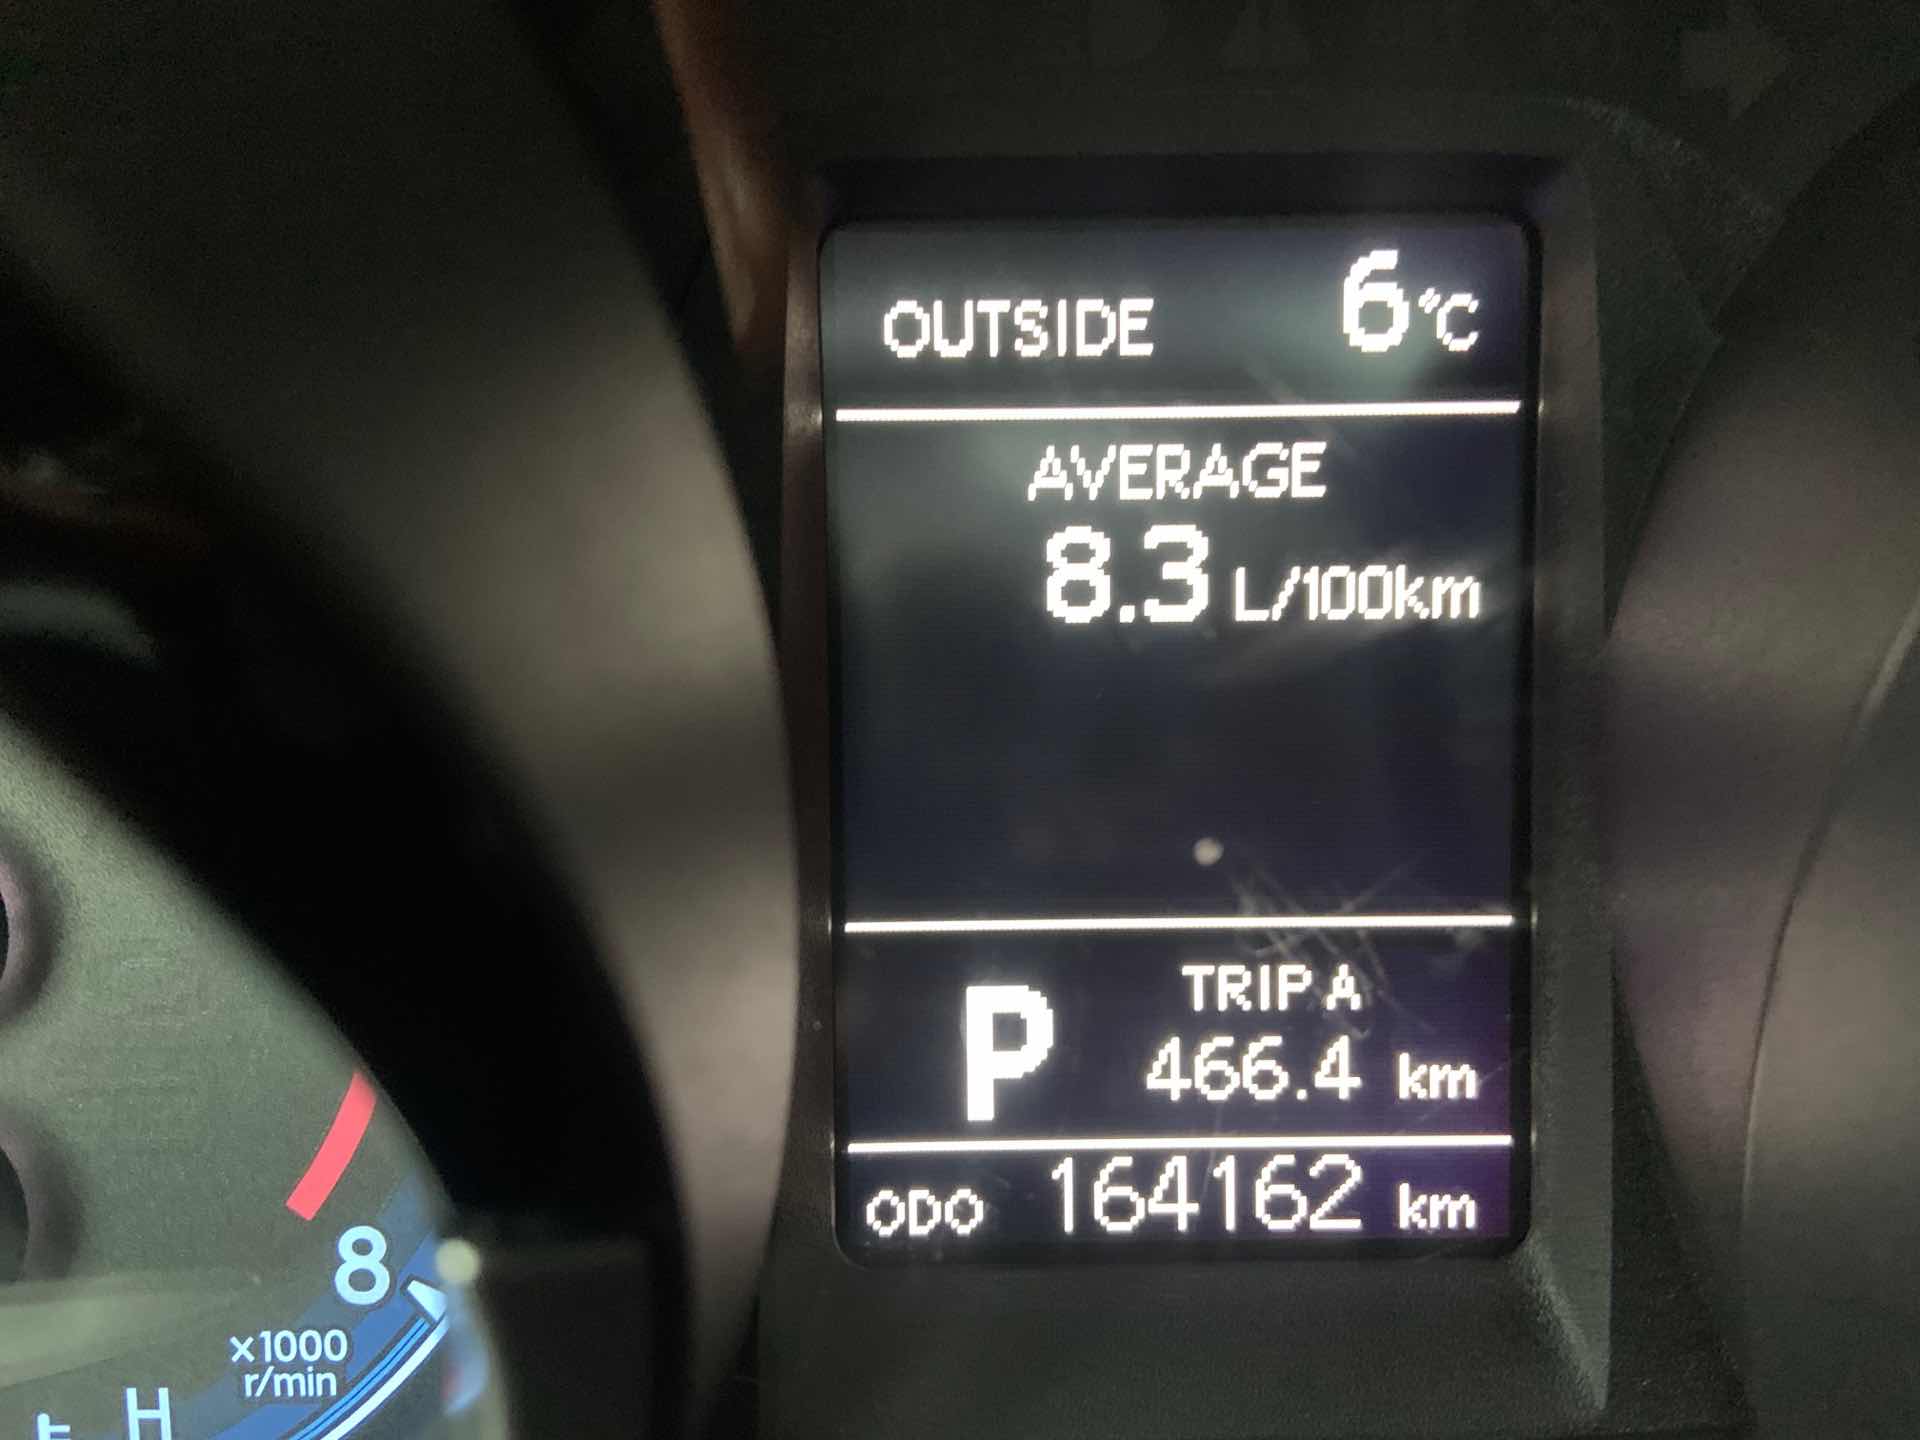 OUTSIDE 6°C
AVERAGE
8.3 L/100km
P TRIP A
466.4 km
ODO 164162 km
8
x1000
r/min
H